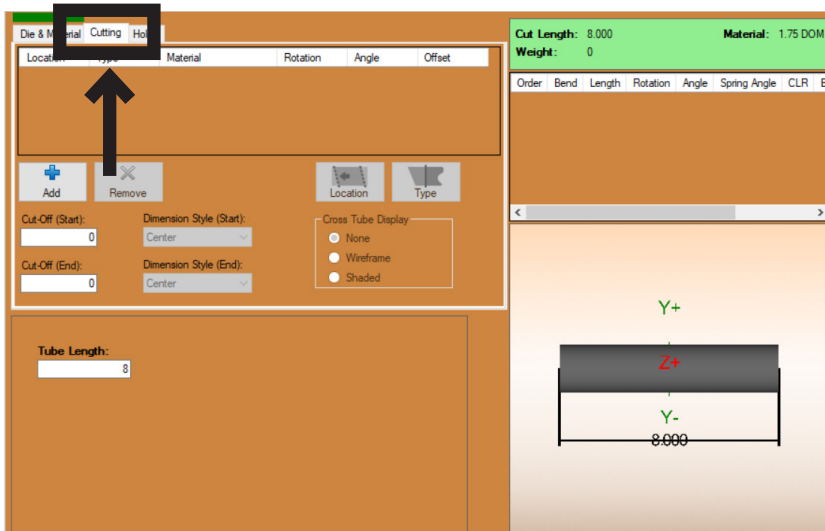 Die & Material Cutting
Location Type Material Rotation Angle Offset
Add Remove Location Type
Cut-Off (Start): Dimension Style (Start): Cross Tube Display
0 Center None
Wireframe
Cut-Off (End): Dimension Style (End):
0 Center Shaded
Tube Length:
8
Cut Length: 8.000 Material: 1.75 DOM
Weight: 0
Order Bend Length Rotation Angle Spring Angle CLR
Y+
Z+
Y-
8.000